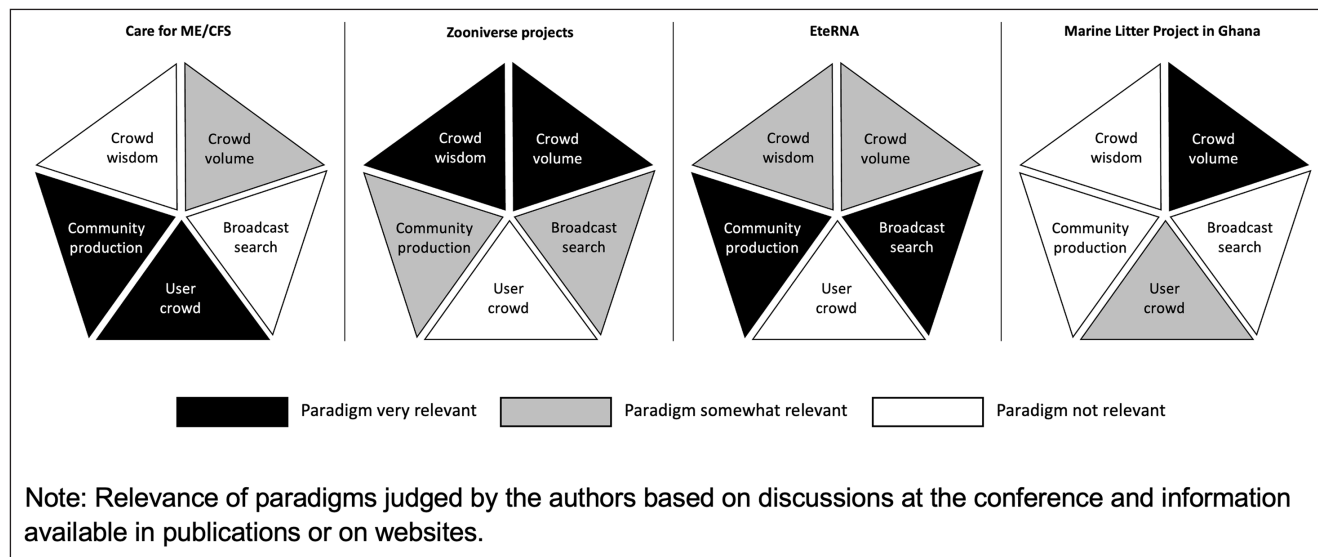 Care for ME/CFS
Crowd
wisdom
Crowd
volume
Community
production
Broadcast
search
User
crowd
Zooniverse projects
Crowd
wisdom
Crowd
volume
Community
production
Broadcast
search
User
crowd
EteRNA
Crowd
wisdom
Crowd
volume
Community
production
Broadcast
search
User
crowd
Marine Litter Project in Ghana
Crowd
wisdom
Crowd
volume
Community
production
Broadcast
search
User
crowd
Paradigm very relevant
Paradigm somewhat relevant
Paradigm not relevant
Note: Relevance of paradigms judged by the authors based on discussions at the conference and information
available in publications or on websites.